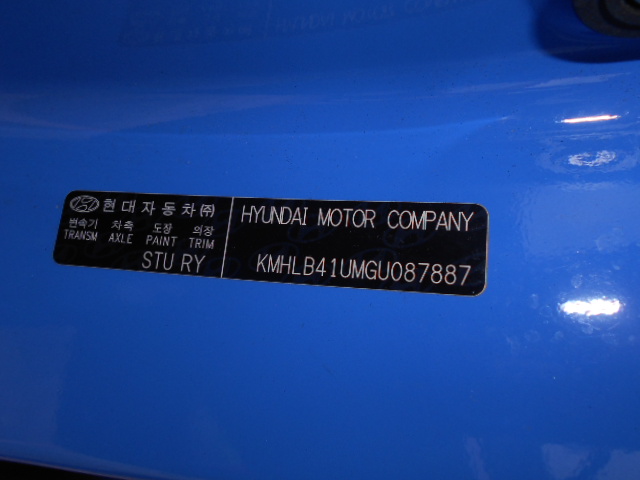 현대자동차㈜
변속기 차축 도장 의장
TRANSM AXLE PAINT TRIM
STU RY
HYUNDAI MOTOR COMPANY
KMHLB41UMGU087887